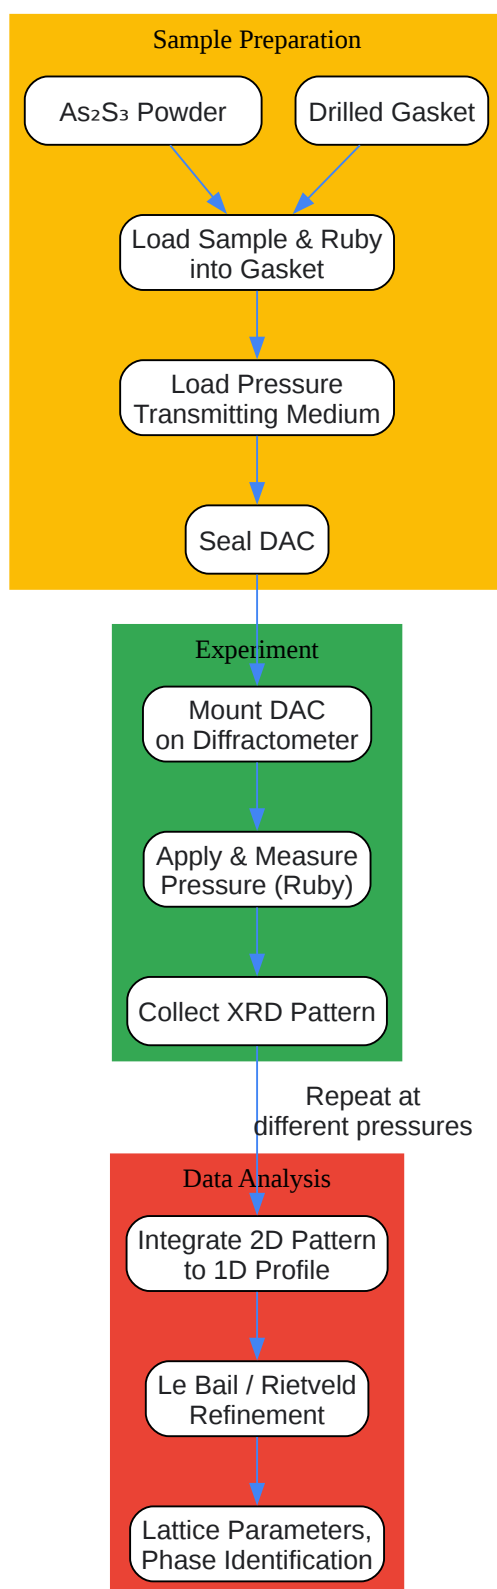 Sample Preparation
As₂S₃ Powder
Drilled Gasket
Load Sample & Ruby
into Gasket
Load Pressure
Transmitting Medium
Seal DAC
Experiment
Mount DAC
on Diffractometer
Apply & Measure
Pressure (Ruby)
Collect XRD Pattern
Repeat at
different pressures
Data Analysis
Integrate 2D Pattern
to 1D Profile
Le Bail / Rietveld
Refinement
Lattice Parameters,
Phase Identification